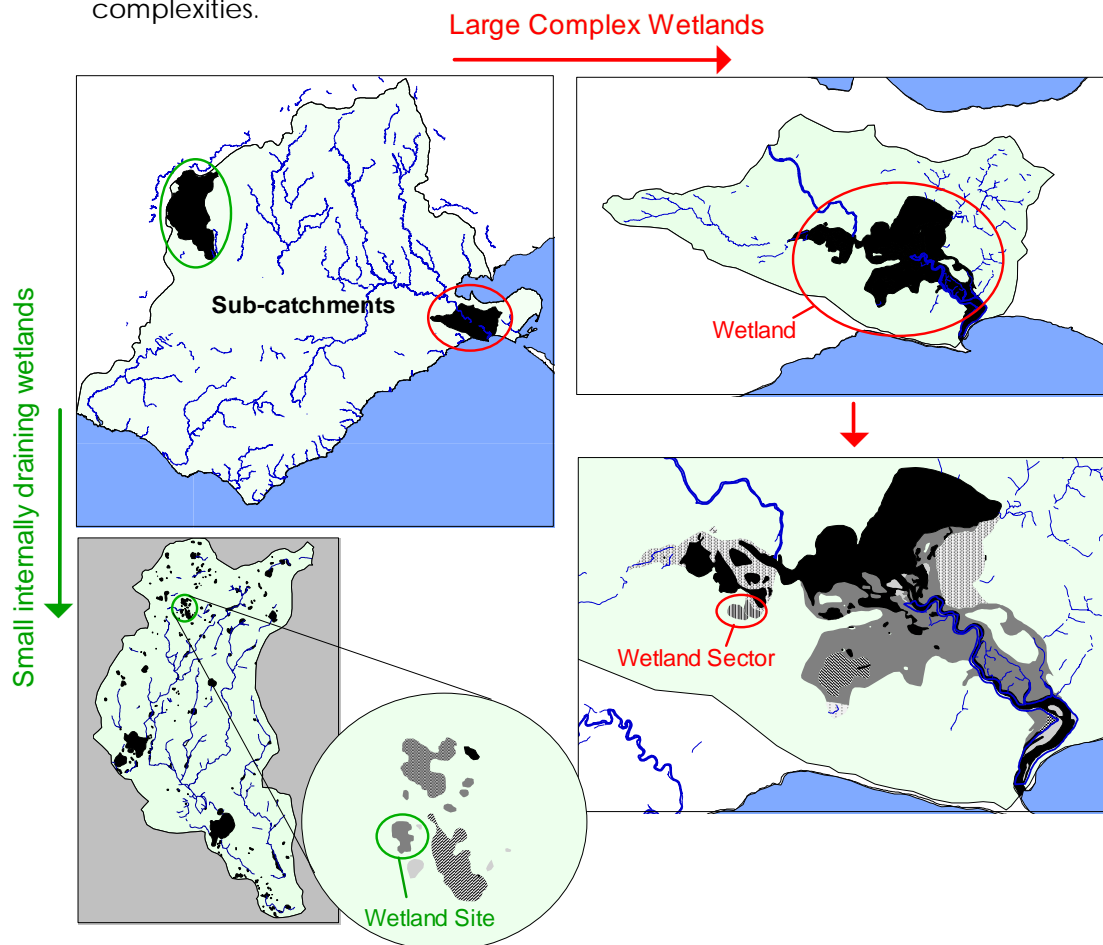 complexities.
Large Complex Wetlands
Sub-catchments
Wetland
Small internally draining wetlands
Wetland Sector
Wetland Site